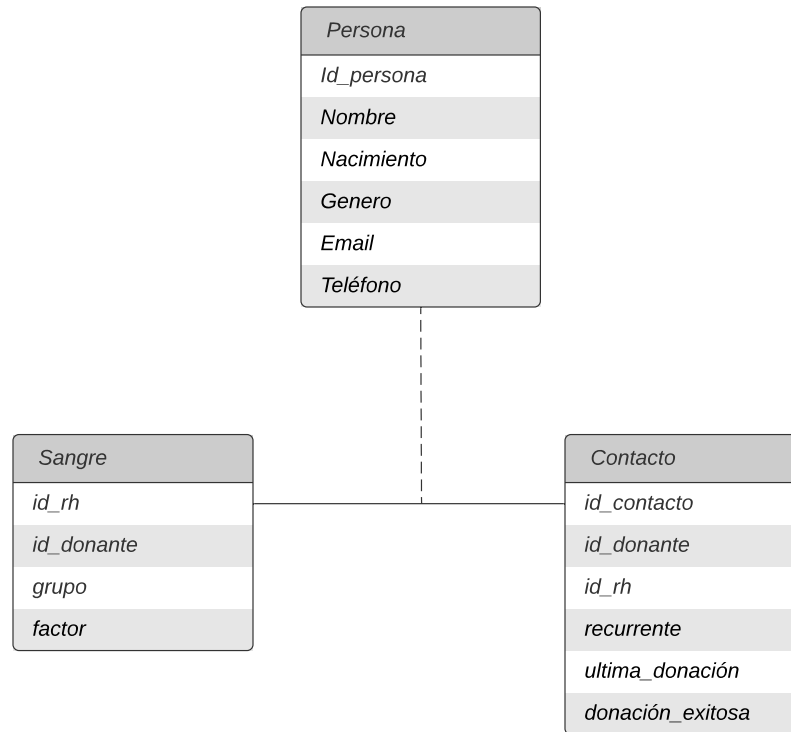 Persona
Id_persona
Nombre
Nacimiento
Genero
Email
Teléfono
Sangre
id_rh
id_donante
grupo
factor
Contacto
id_contacto
id_donante
id_rh
recurrente
ultima_donación
donación_exitosa